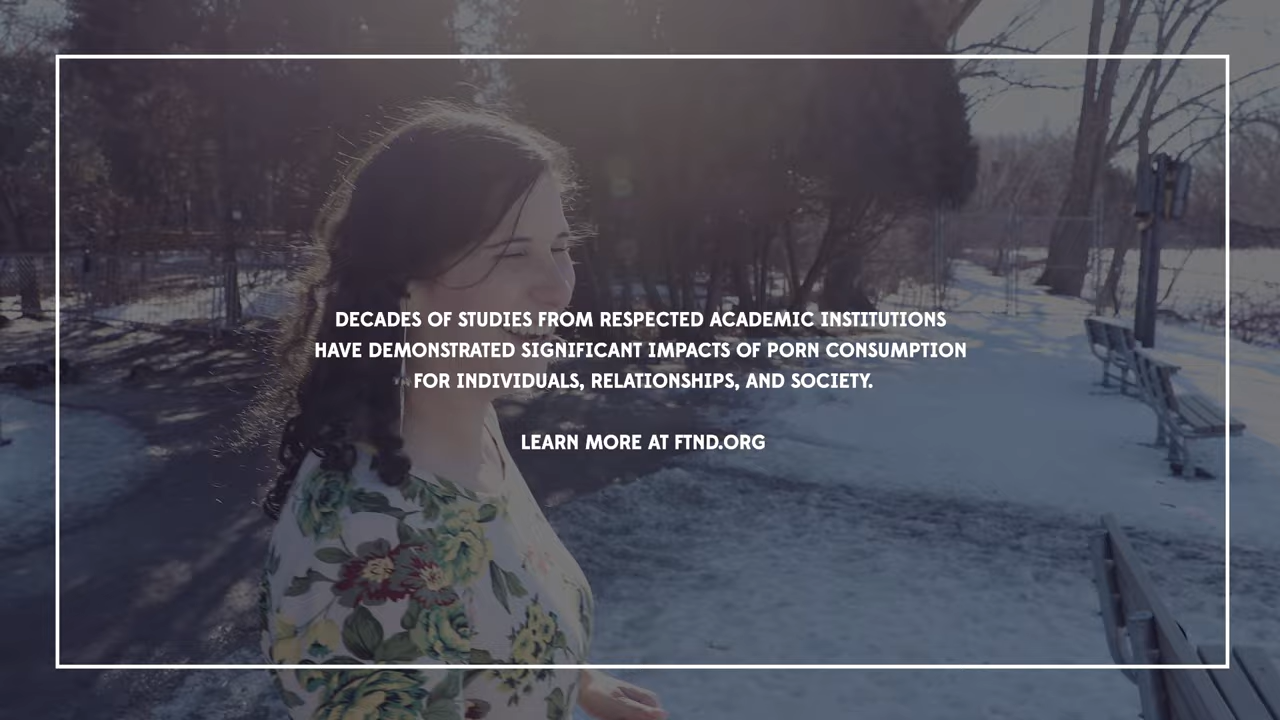 DECADES OF STUDIES FROM RESPECTED ACADEMIC INSTITUTIONS
HAVE DEMONSTRATED SIGNIFICANT IMPACTS OF PORN CONSUMPTION
FOR INDIVIDUALS, RELATIONSHIPS, AND SOCIETY.
LEARN MORE AT FTND.ORG